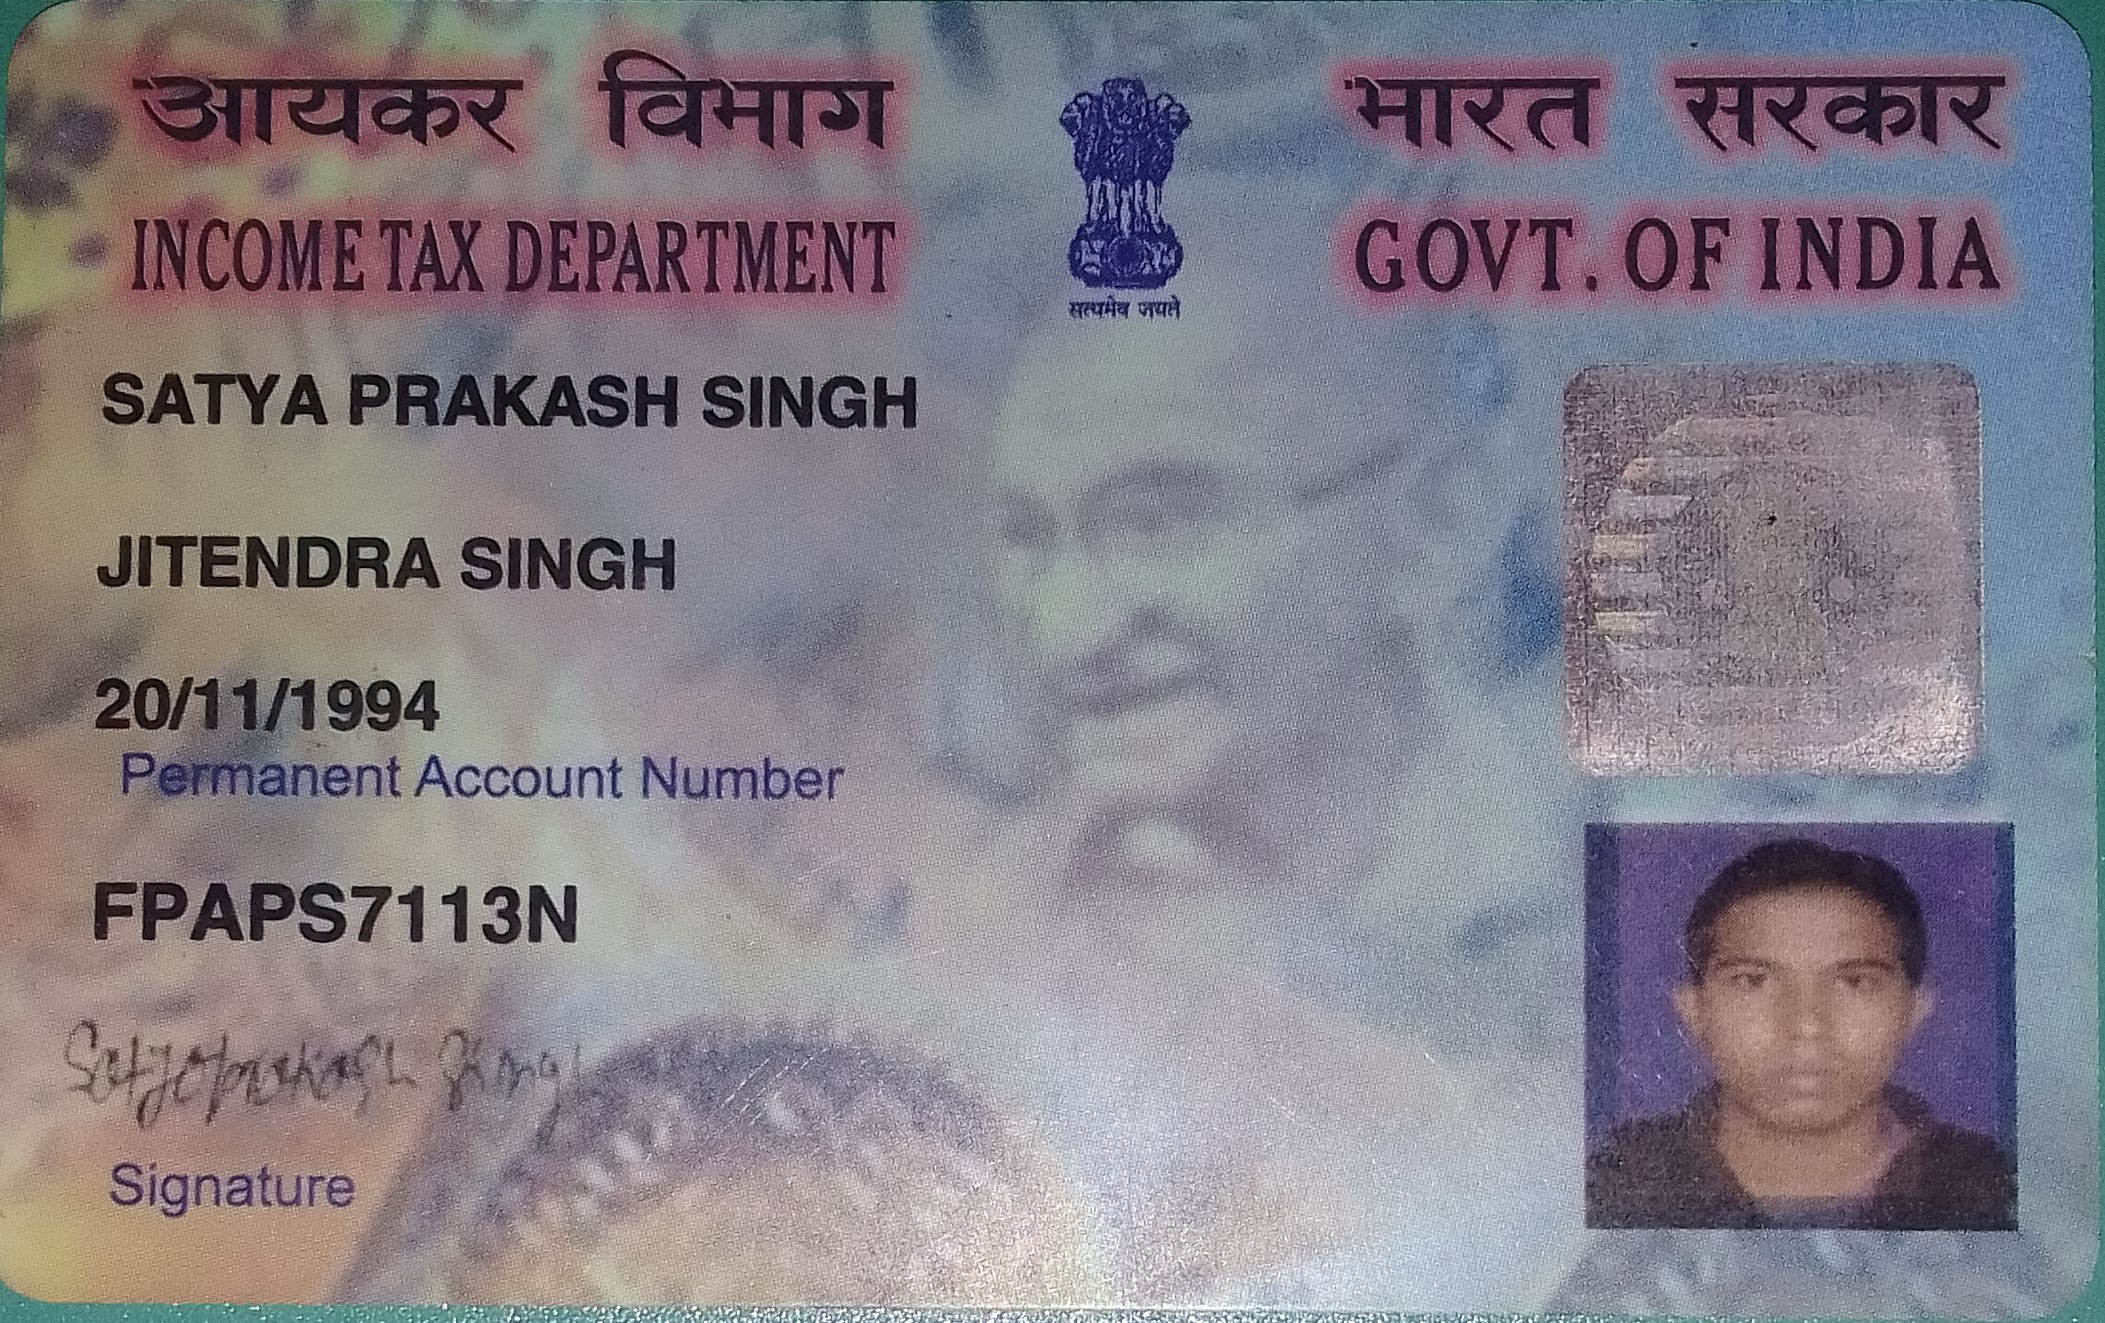 आयकर विभाग
भारत सरकार
INCOME TAX DEPARTMENT
GOVT. OF INDIA
सत्यमेव जयते
SATYA PRAKASH SINGH
JITENDRA SINGH
20/11/1994
Permanent Account Number
FPAPS7113N
Satyaprakash Singh
Signature